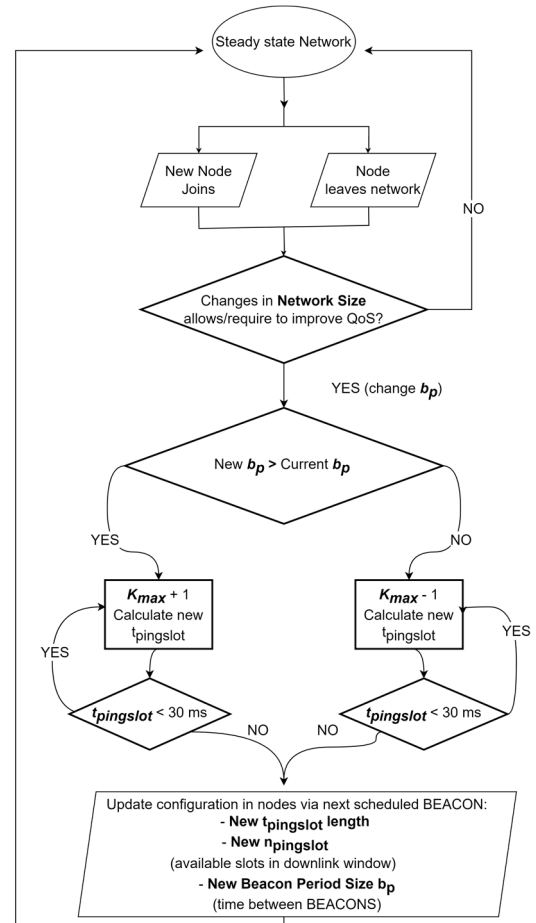 Steady state Network
New Node
Joins
Node
leaves network
NO
Changes in Network Size
allows/require to improve QoS?
YES (change bp)
New bp > Current bp
YES
NO
Kmax + 1
Calculate new
tpingslot
Kmax - 1
Calculate new
tpingslot
YES
YES
tpingslot < 30 ms
tpingslot < 30 ms
NO
NO
Update configuration in nodes via next scheduled BEACON:
- New tpingslot length
- New npingslot
(available slots in downlink window)
- New Beacon Period Size bp
(time between BEACONS)